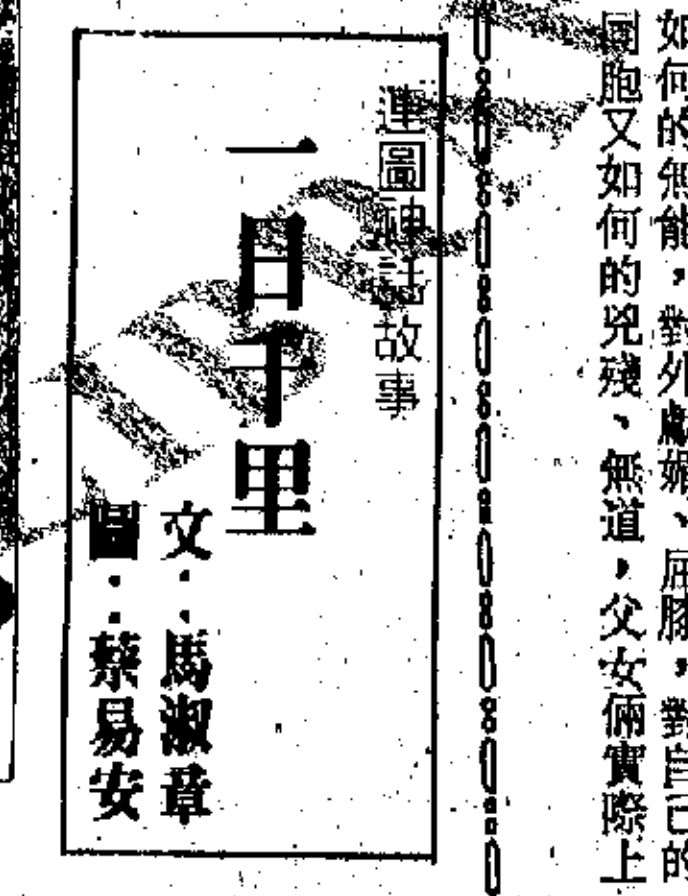 如何的無能，對外處媚、屈膝，對自己的
同胞又如何的兇殘、無道，父女倆實際上
連圖神話故事
一日千里
文：馬淑章
圖：蔡易安